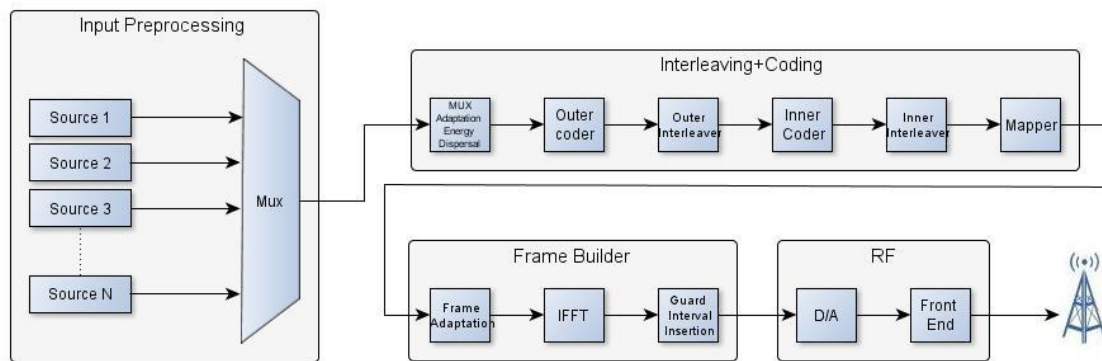 Input Preprocessing
Source 1
Source 2
Source 3
Source N
Mux
Interleaving+Coding
MUX
Adaptation
Energy
Dispersal
Outer
coder
Outer
Interleaver
Inner
Coder
Inner
Interleaver
Mapper
Frame Builder
Frame
Adaptation
IFFT
Guard
Interval
Insertion
RF
D/A
Front
End